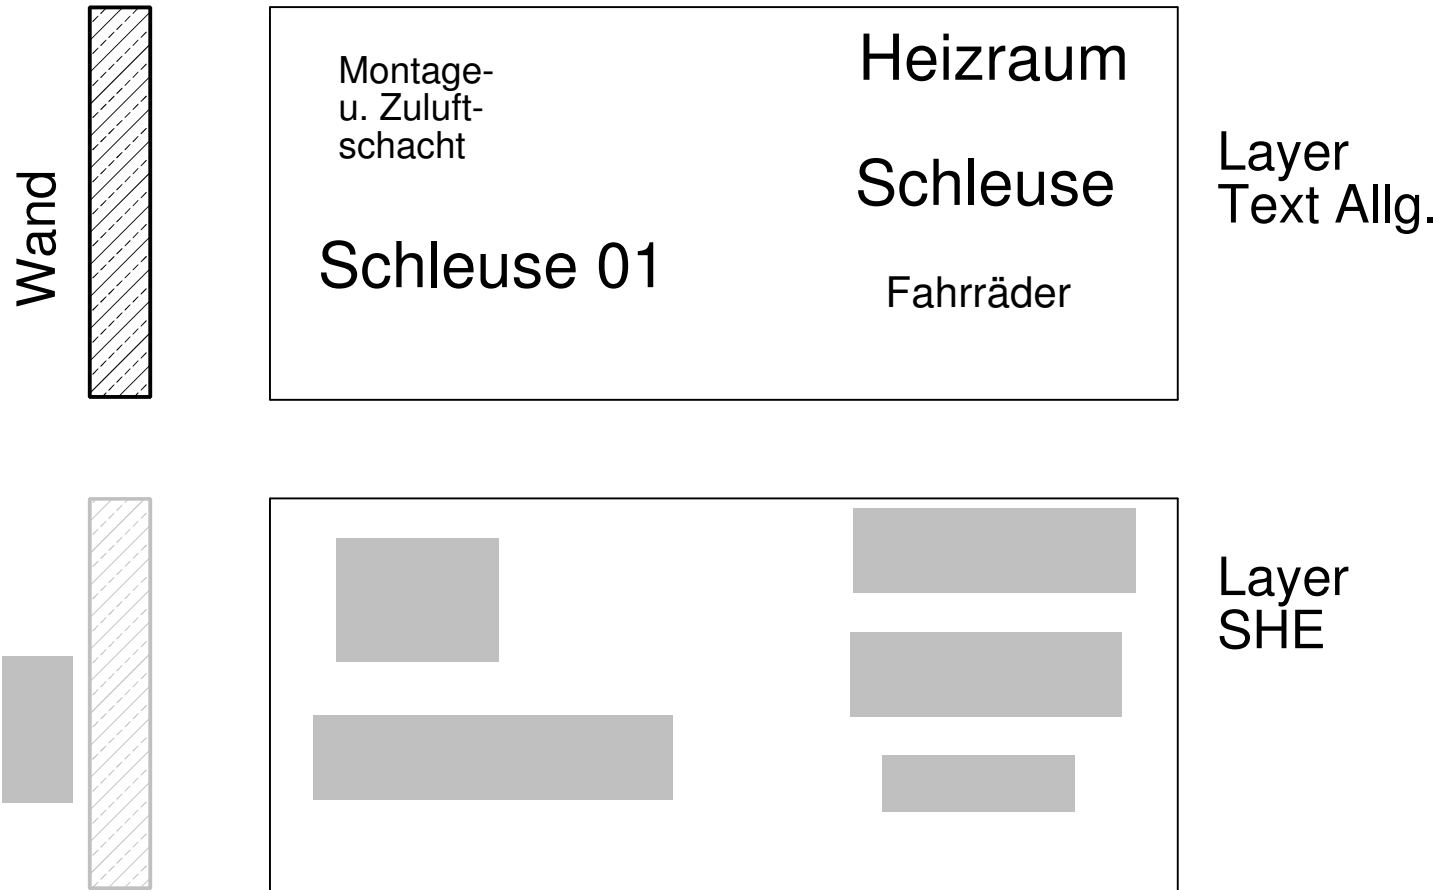 Wand
Montage-
u. Zuluft-
schacht
Schleuse 01
Heizraum
Schleuse
Fahrräder
Layer
Text Allg.
Layer
SHE